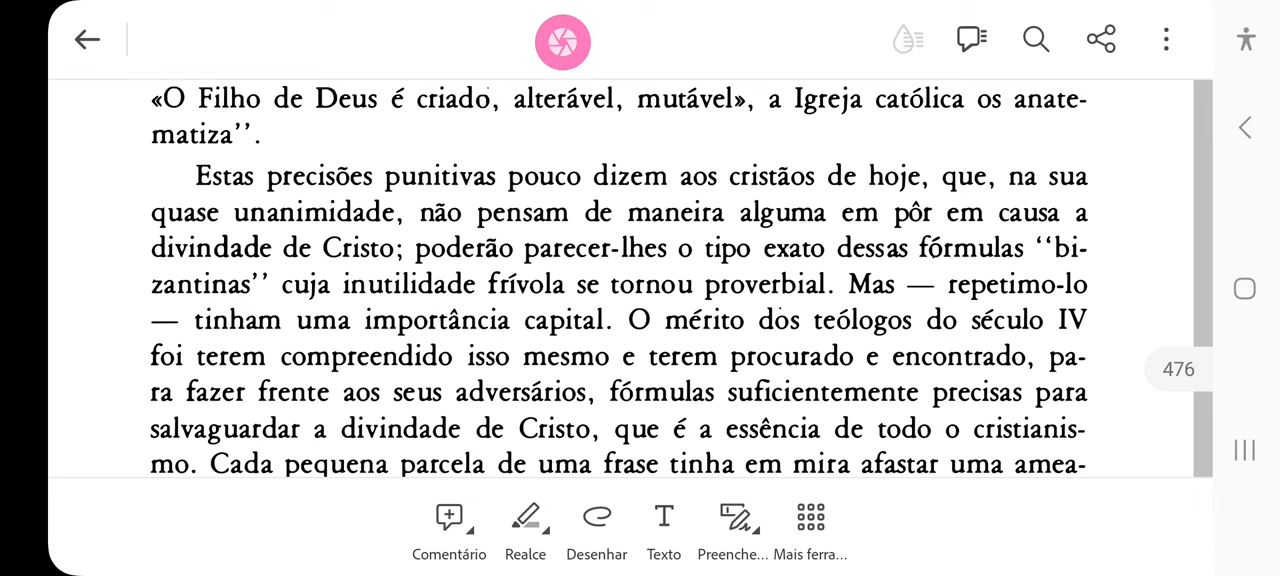 «O Filho de Deus é criado, alterável, mutável», a Igreja católica os anate-
matiza’’.
Estas precisões punitivas pouco dizem aos cristãos de hoje, que, na sua
quase unanimidade, não pensam de maneira alguma em pôr em causa a
divindade de Cristo; poderão parecer-lhes o tipo exato dessas fórmulas ‘‘bi-
zantinas’’ cuja inutilidade frívola se tornou proverbial. Mas — repetimo-lo
— tinham uma importância capital. O mérito dos teólogos do século IV
foi terem compreendido isso mesmo e terem procurado e encontrado, pa-
ra fazer frente aos seus adversários, fórmulas suficientemente precisas para
salvaguardar a divindade de Cristo, que é a essência de todo o cristianis-
mo. Cada pequena parcela de uma frase tinha em mira afastar uma amea-
476
Comentário Realce Desenhar Texto Preenche... Mais ferra...